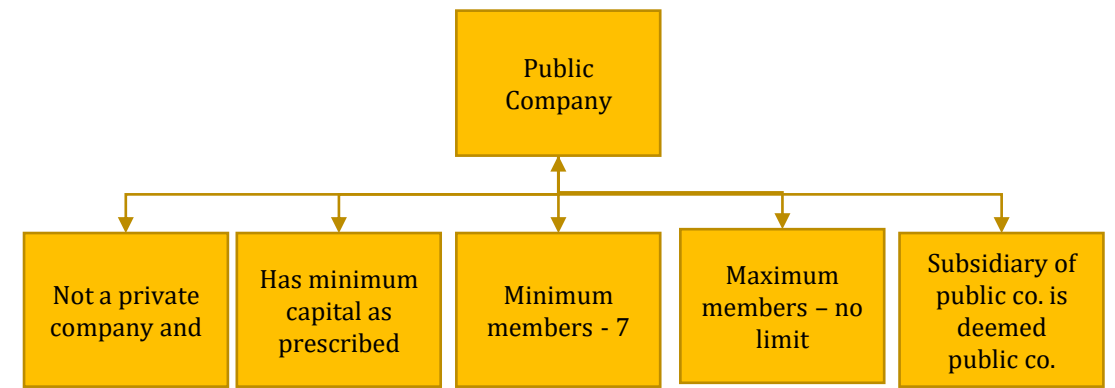 Public
Company
Not a private
company and
Has minimum
capital as
prescribed
Minimum
members - 7
Maximum
members – no
limit
Subsidiary of
public co. is
deemed
public co.